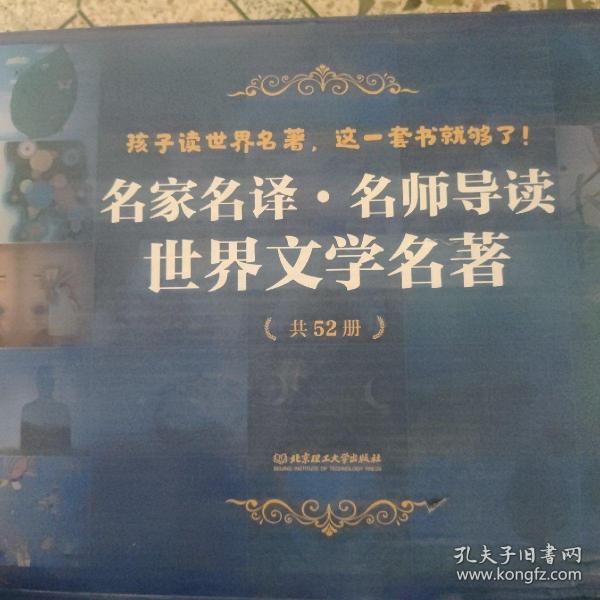 孩子读世界名著，这一套书就够了！
名家名译·名师导读
世界文学名著
共52册
北京理工大学出版社
BEIJING INSTITUTE OF TECHNOLOGY PRESS
孔夫子旧书网
www.kongfz.com